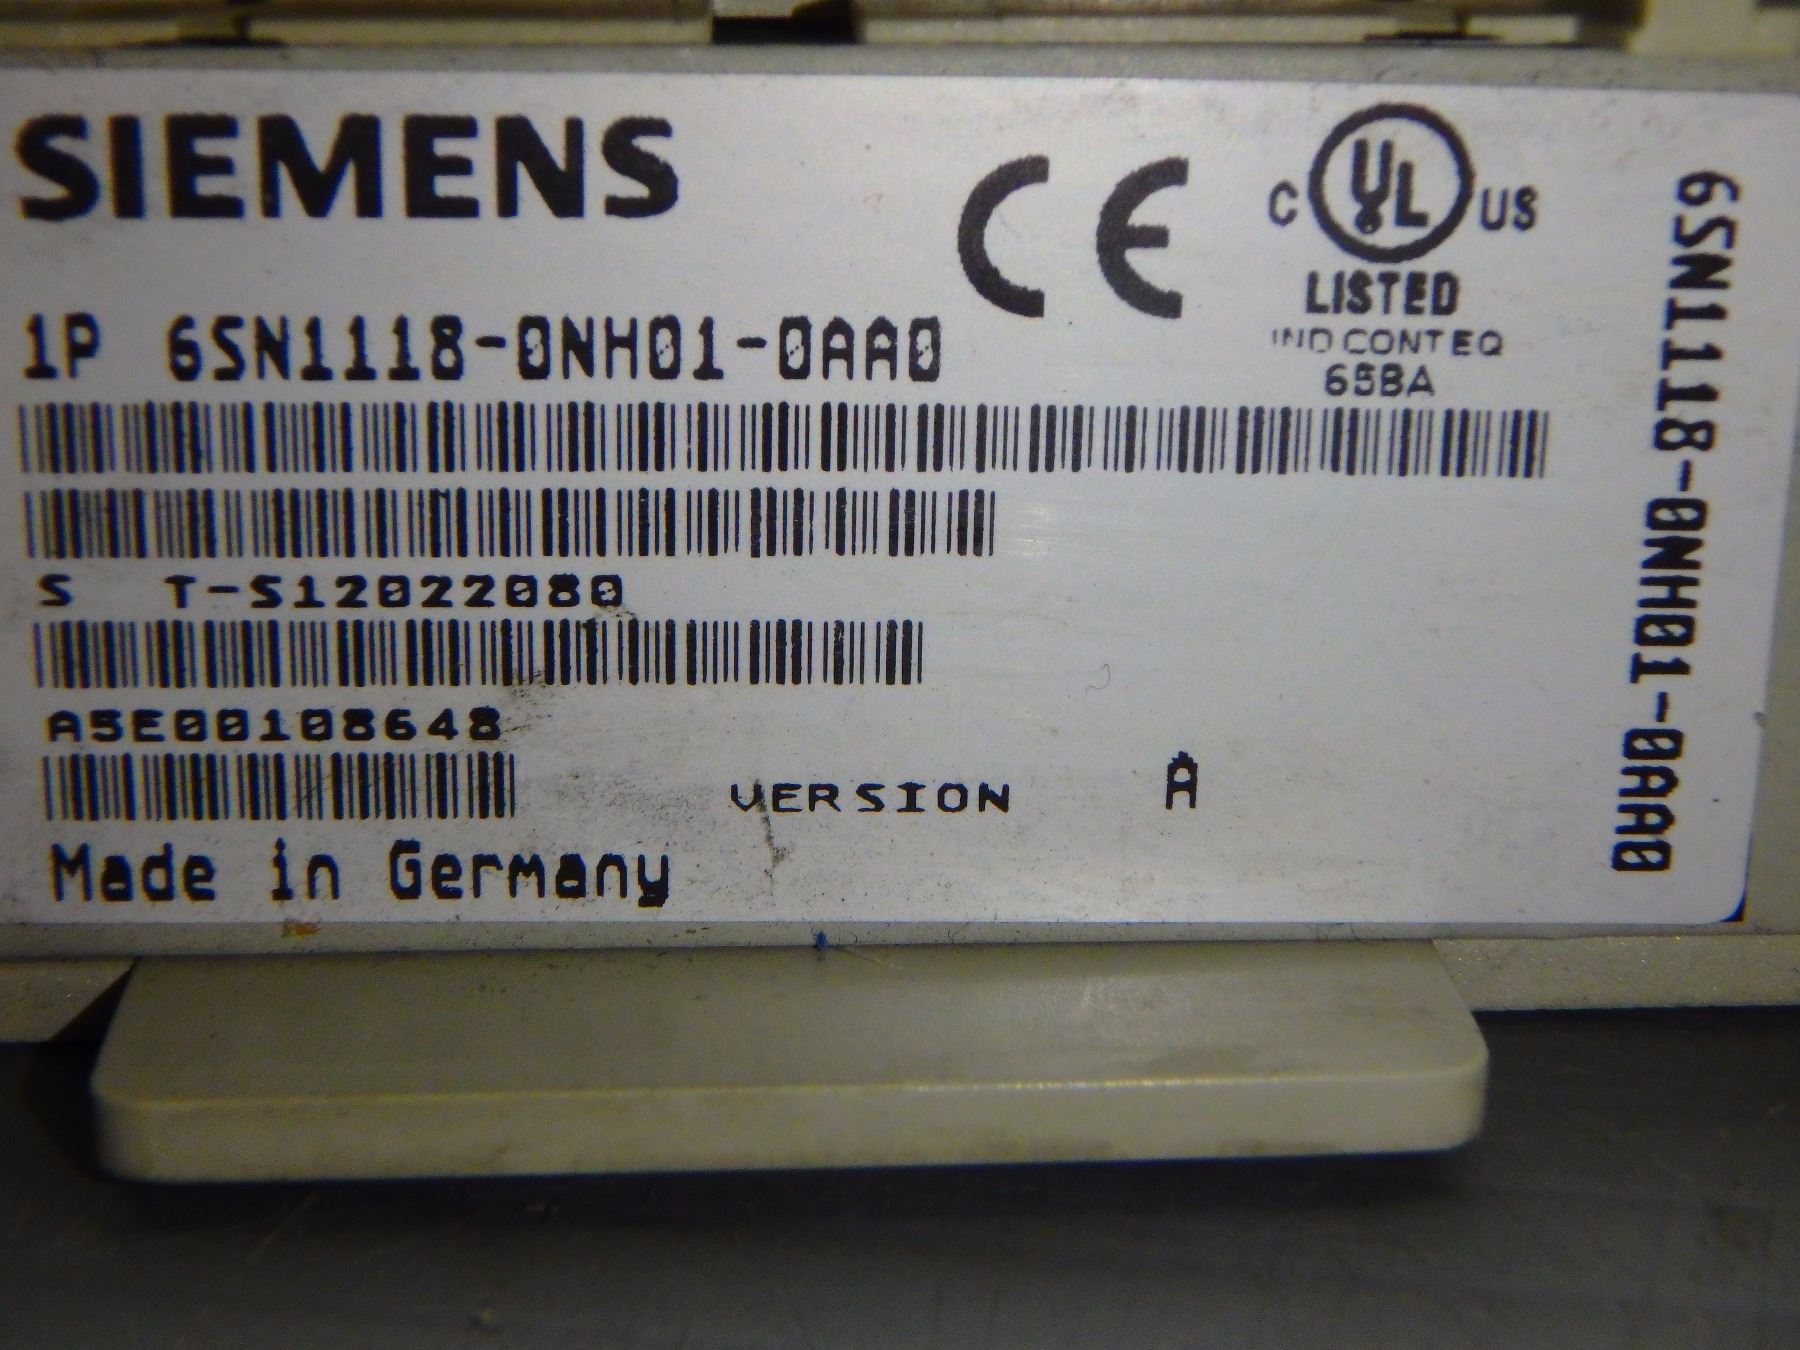 SIEMENS
CE
C UL US
LISTED
IND CONT EQ
65BA
1P 6SN1118-0NH01-0AA0
S T-S12022080
A5E00108648
VERSION A
Made in Germany
6SN1118-0NH01-0AA0